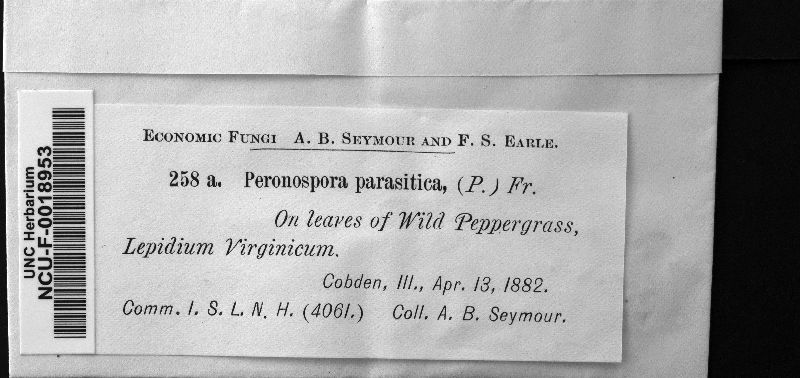 UNC Herbarium
NCU-F-0018953
Economic Fungi A. B. Seymour and F. S. Earle.
258 a. Peronospora parasitica, (P.) Fr.
On leaves of Wild Peppergrass,
Lepidium Virginicum.
Cobden, Ill., Apr. 13, 1882.
Comm. I. S. L. N. H. (4061.) Coll. A. B. Seymour.